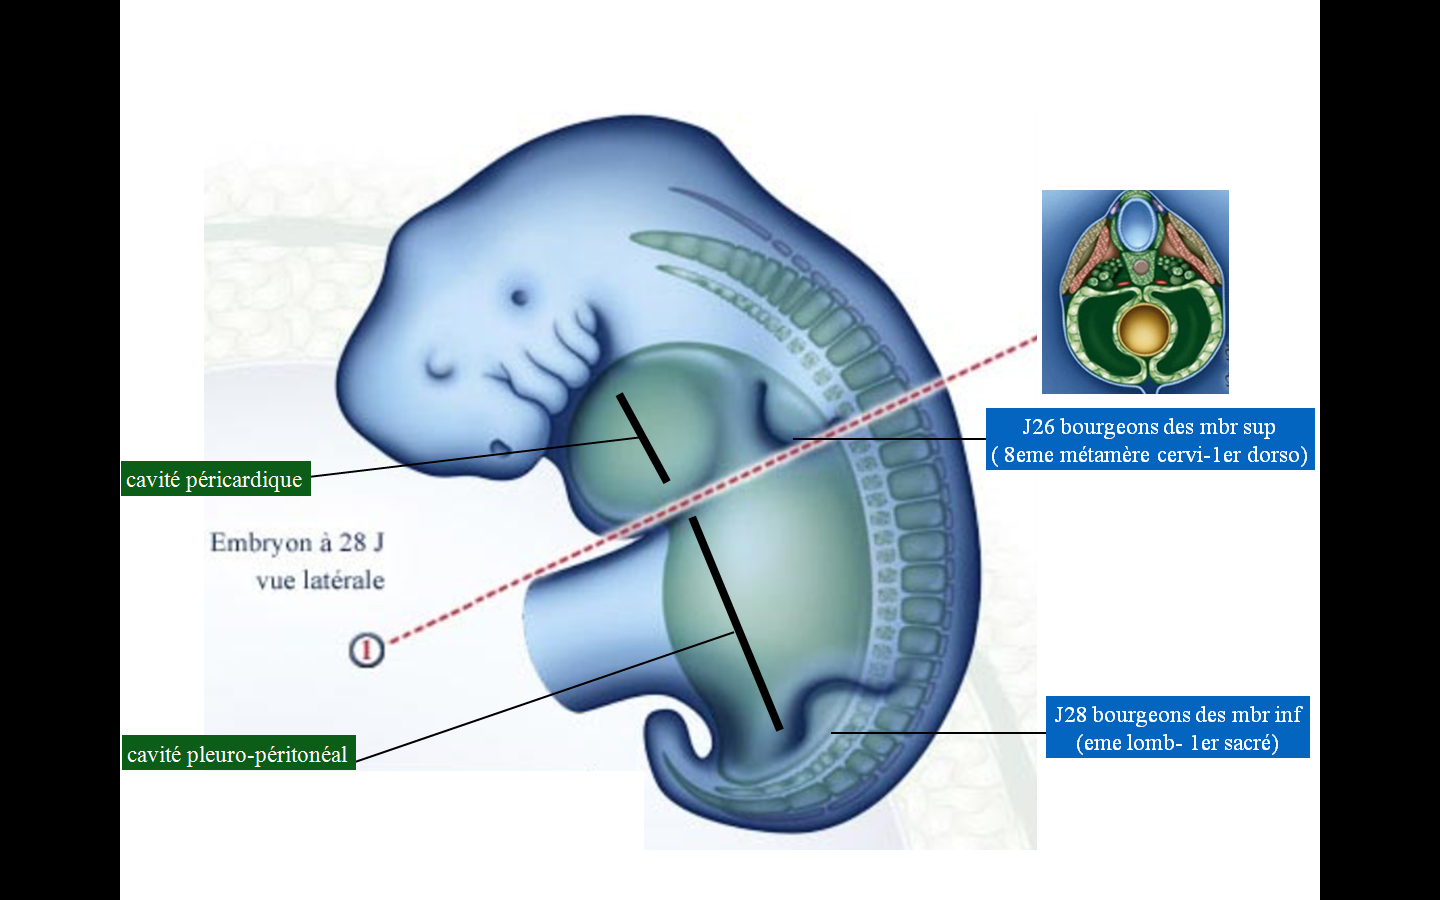 J26 bourgeons des mbr sup
( 8eme métamère cervi-1er dorso)
cavité péricardique
Embryon à 28 J
vue latérale
1
J28 bourgeons des mbr inf
(eme lomb- 1er sacré)
cavité pleuro-péritonéal